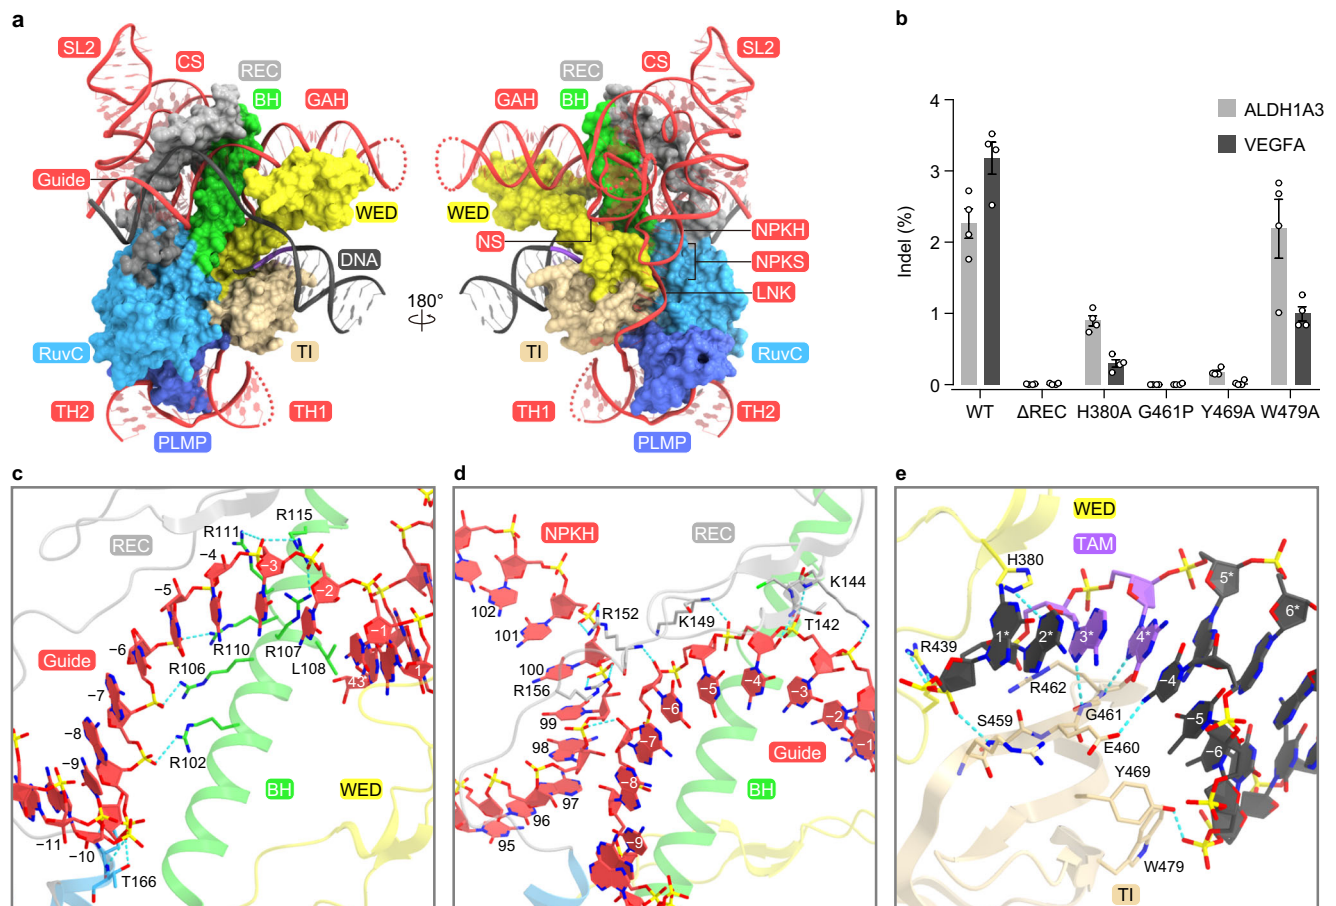 a
SL2
CS
REC
BH
GAH
Guide
WED
DNA
RuvC
TI
TH2
TH1
PLMP
180°
SL2
CS
REC
GAH
BH
WED
NS
NPKH
NPKS
LNK
TI
RuvC
TH1
TH2
PLMP
b
ALDH1A3
VEGFA
Indel (%)
4
3
2
1
0
WT
ΔREC
H380A
G461P
Y469A
W479A
c
REC
R111
R115
−4
−3
−5
−2
−6
−1
Guide
R106
R110
R107
L108
43
1
−7
−8
−9
R102
BH
WED
−11
−10
T166
d
NPKH
REC
K144
102
R152
K149
T142
101
100
R156
−5
−4
−3
−6
−2
−1
99
−7
98
Guide
97
−8
96
BH
95
−9
e
WED
TAM
H380
5*
6*
1*
2*
3*
4*
R439
R462
−4
G461
−5
S459
E460
−6
Y469
W479
TI